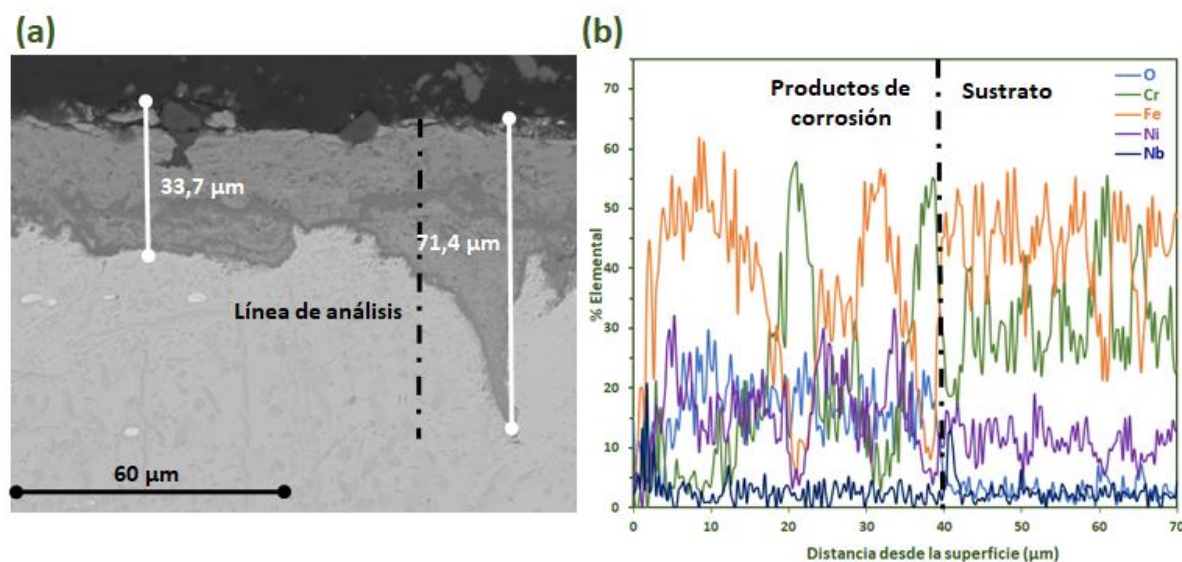 (a)
33,7 µm
71,4 µm
Línea de análisis
60 µm
(b)
% Elemental
70
60
50
40
30
20
10
0
Productos de
corrosión
Sustrato
O
Cr
Fe
Ni
Nb
0
10
20
30
40
50
60
70
Distancia desde la superficie (µm)